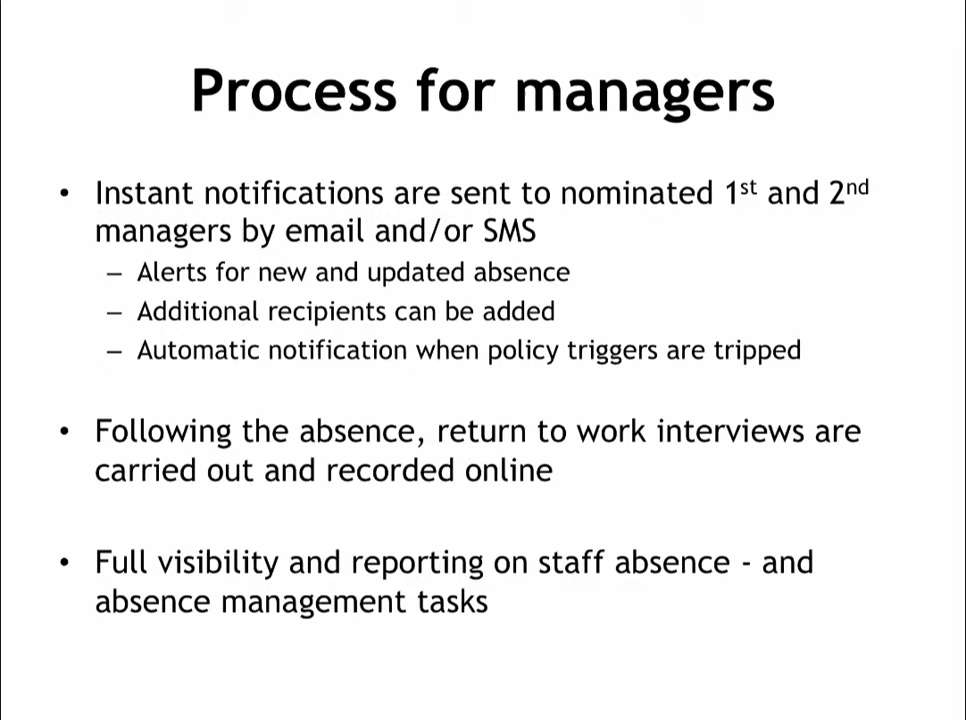 Process for managers
• Instant notifications are sent to nominated 1st and 2nd
managers by email and/or SMS
– Alerts for new and updated absence
– Additional recipients can be added
– Automatic notification when policy triggers are tripped
• Following the absence, return to work interviews are
carried out and recorded online
• Full visibility and reporting on staff absence - and
absence management tasks